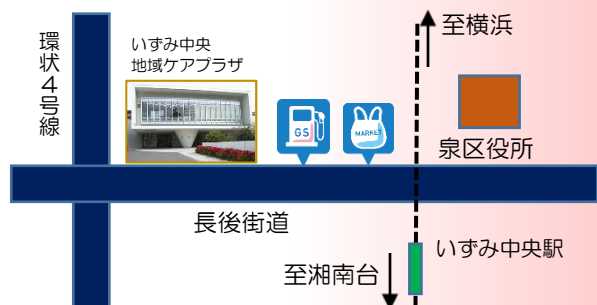 環状４号線
いずみ中央
地域ケアプラザ
至横浜
GS
MARKET
泉区役所
長後街道
いずみ中央駅
至湘南台